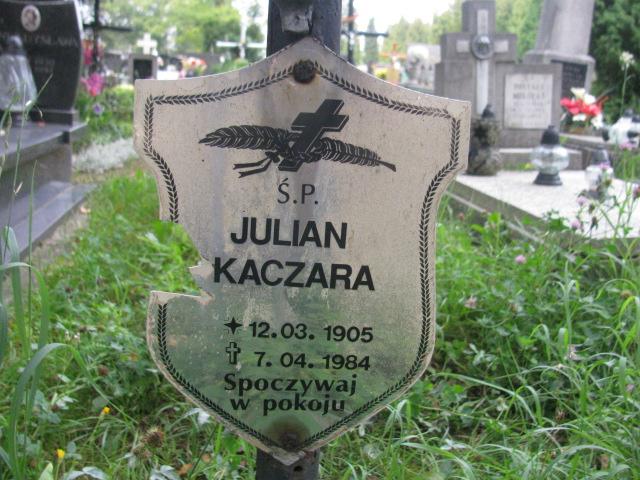 Ś.P.
JULIAN
KACZARA
✦ 12.03. 1905
✝ 7.04. 1984
Spoczywaj
w pokoju